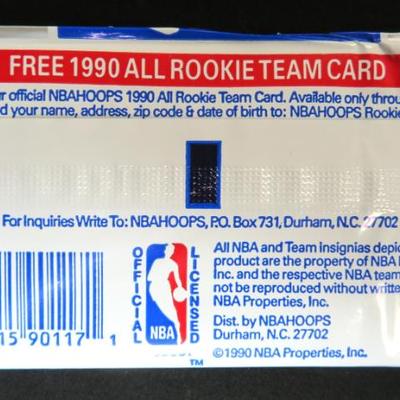 FREE 1990 ALL ROOKIE TEAM CARD
official NBAHOOPS 1990 All Rookie Team Card. Available only throu
your name, address, zip code & date of birth to: NBAHOOPS Rookie
For Inquiries Write To: NBAHOOPS, P.O. Box 731, Durham, N.C. 27702
All NBA and Team Insignias depic
product are the property of NBA
Inc. and the respective NBA team
not be reproduced without writte
NBA Properties, Inc.
Dist. by NBAHOOPS
Durham, N.C. 27702
©1990 NBA Properties, Inc.
OFFICIAL
LICENSED
NBA
TM
15 90117 1